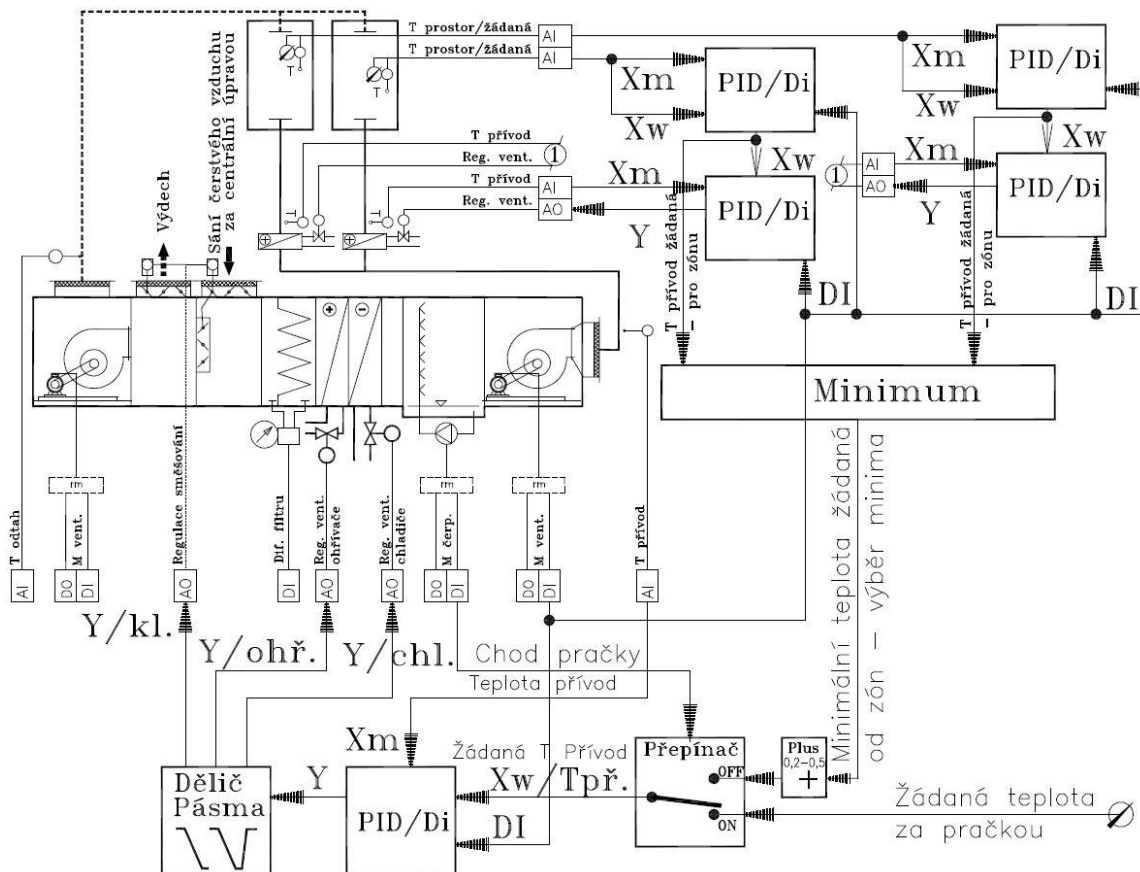 T prostor/žádaná
AI
T prostor/žádaná
AI
T
T
PID/Di
Xm
Xw
PID/Di
Xm
Xw
T přívod
Reg. vent.
1
T přívod
AI
Reg. vent.
AO
Xm
Y
Xw
PID/Di
1
AI
AO
Xm
Y
Xw
PID/Di
DI
DI
T přívod žádaná
– pro zónu
T přívod žádaná
– pro zónu
Výdech
Sání čerstvého vzduchu
za centrální úpravou
T
T
+
+
+
−
Minimum
Minimální teplota žádaná
od zón – výběr minima
rm
rm
rm
T odtah
M vent.
Regulace směšování
Dif. filtru
Reg. vent.
ohřívače
Reg. vent.
chladiče
M čerp.
M vent.
T přívod
AI
DO
DI
AO
DI
AO
AO
DO
DI
DO
DI
AI
Y/kl.
Y/ohř.
Y/chl.
Chod pračky
Teplota přívod
Xm
Žádaná T Přívod
Xw/Tpř.
Y
DI
Dělič
Pásma
PID/Di
Přepínač
OFF
ON
Plus
0,2–0,5
+
Žádaná teplota
za pračkou